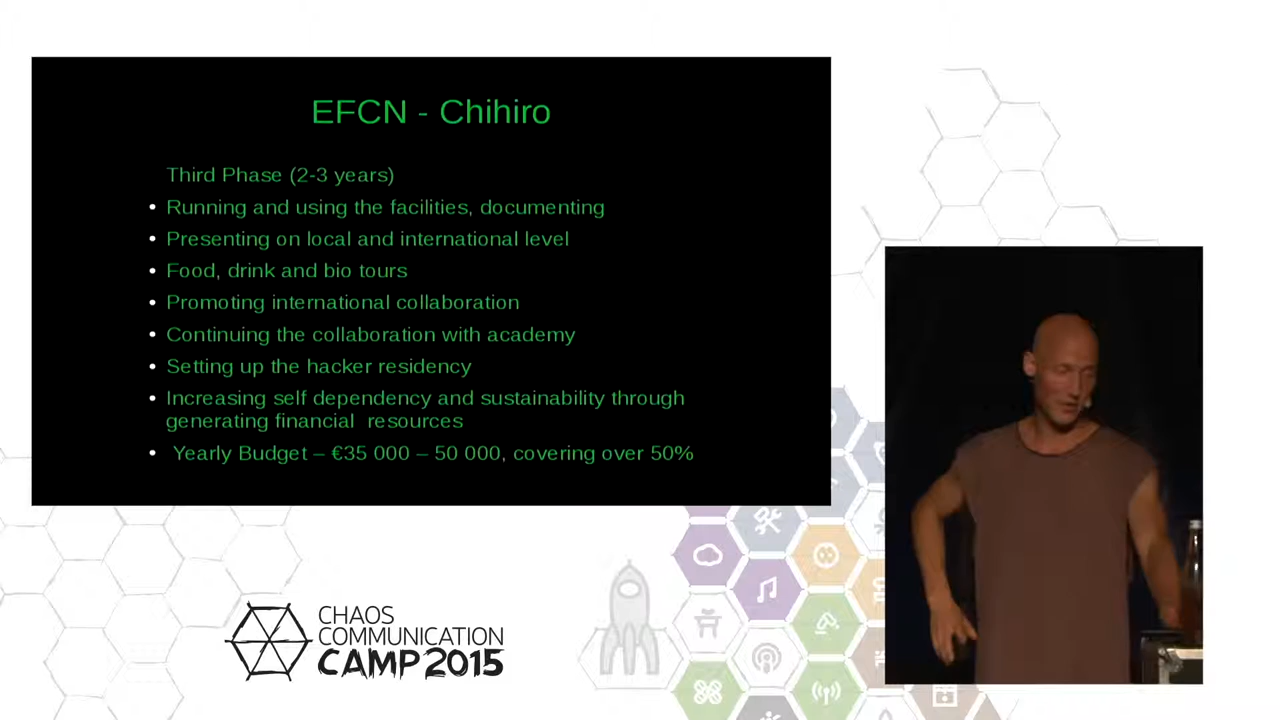 EFCN - Chihiro
Third Phase (2-3 years)
• Running and using the facilities, documenting
• Presenting on local and international level
• Food, drink and bio tours
• Promoting international collaboration
• Continuing the collaboration with academy
• Setting up the hacker residency
• Increasing self dependency and sustainability through
generating financial resources
• Yearly Budget – €35 000 – 50 000, covering over 50%
CHAOS
COMMUNICATION
CAMP 2015